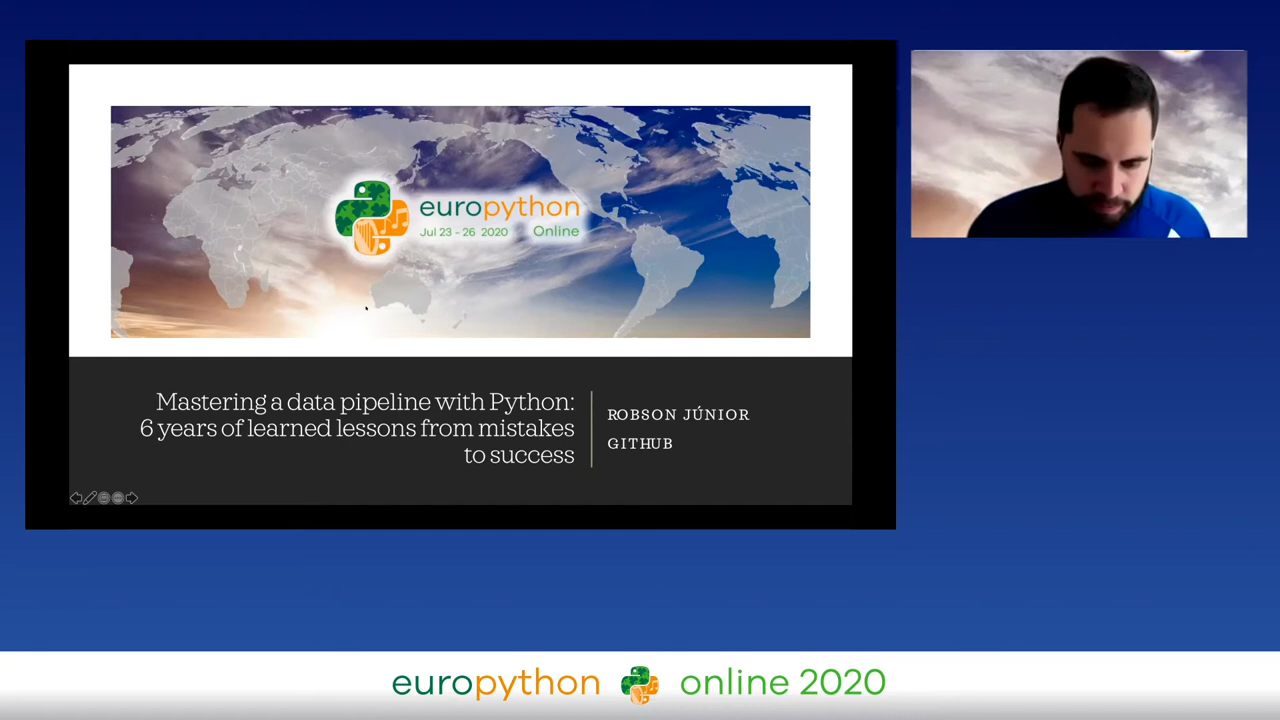 europython
Jul 23 - 26 2020 Online
Mastering a data pipeline with Python:
6 years of learned lessons from mistakes
to success
ROBSON JÚNIOR
GITHUB
europython online 2020